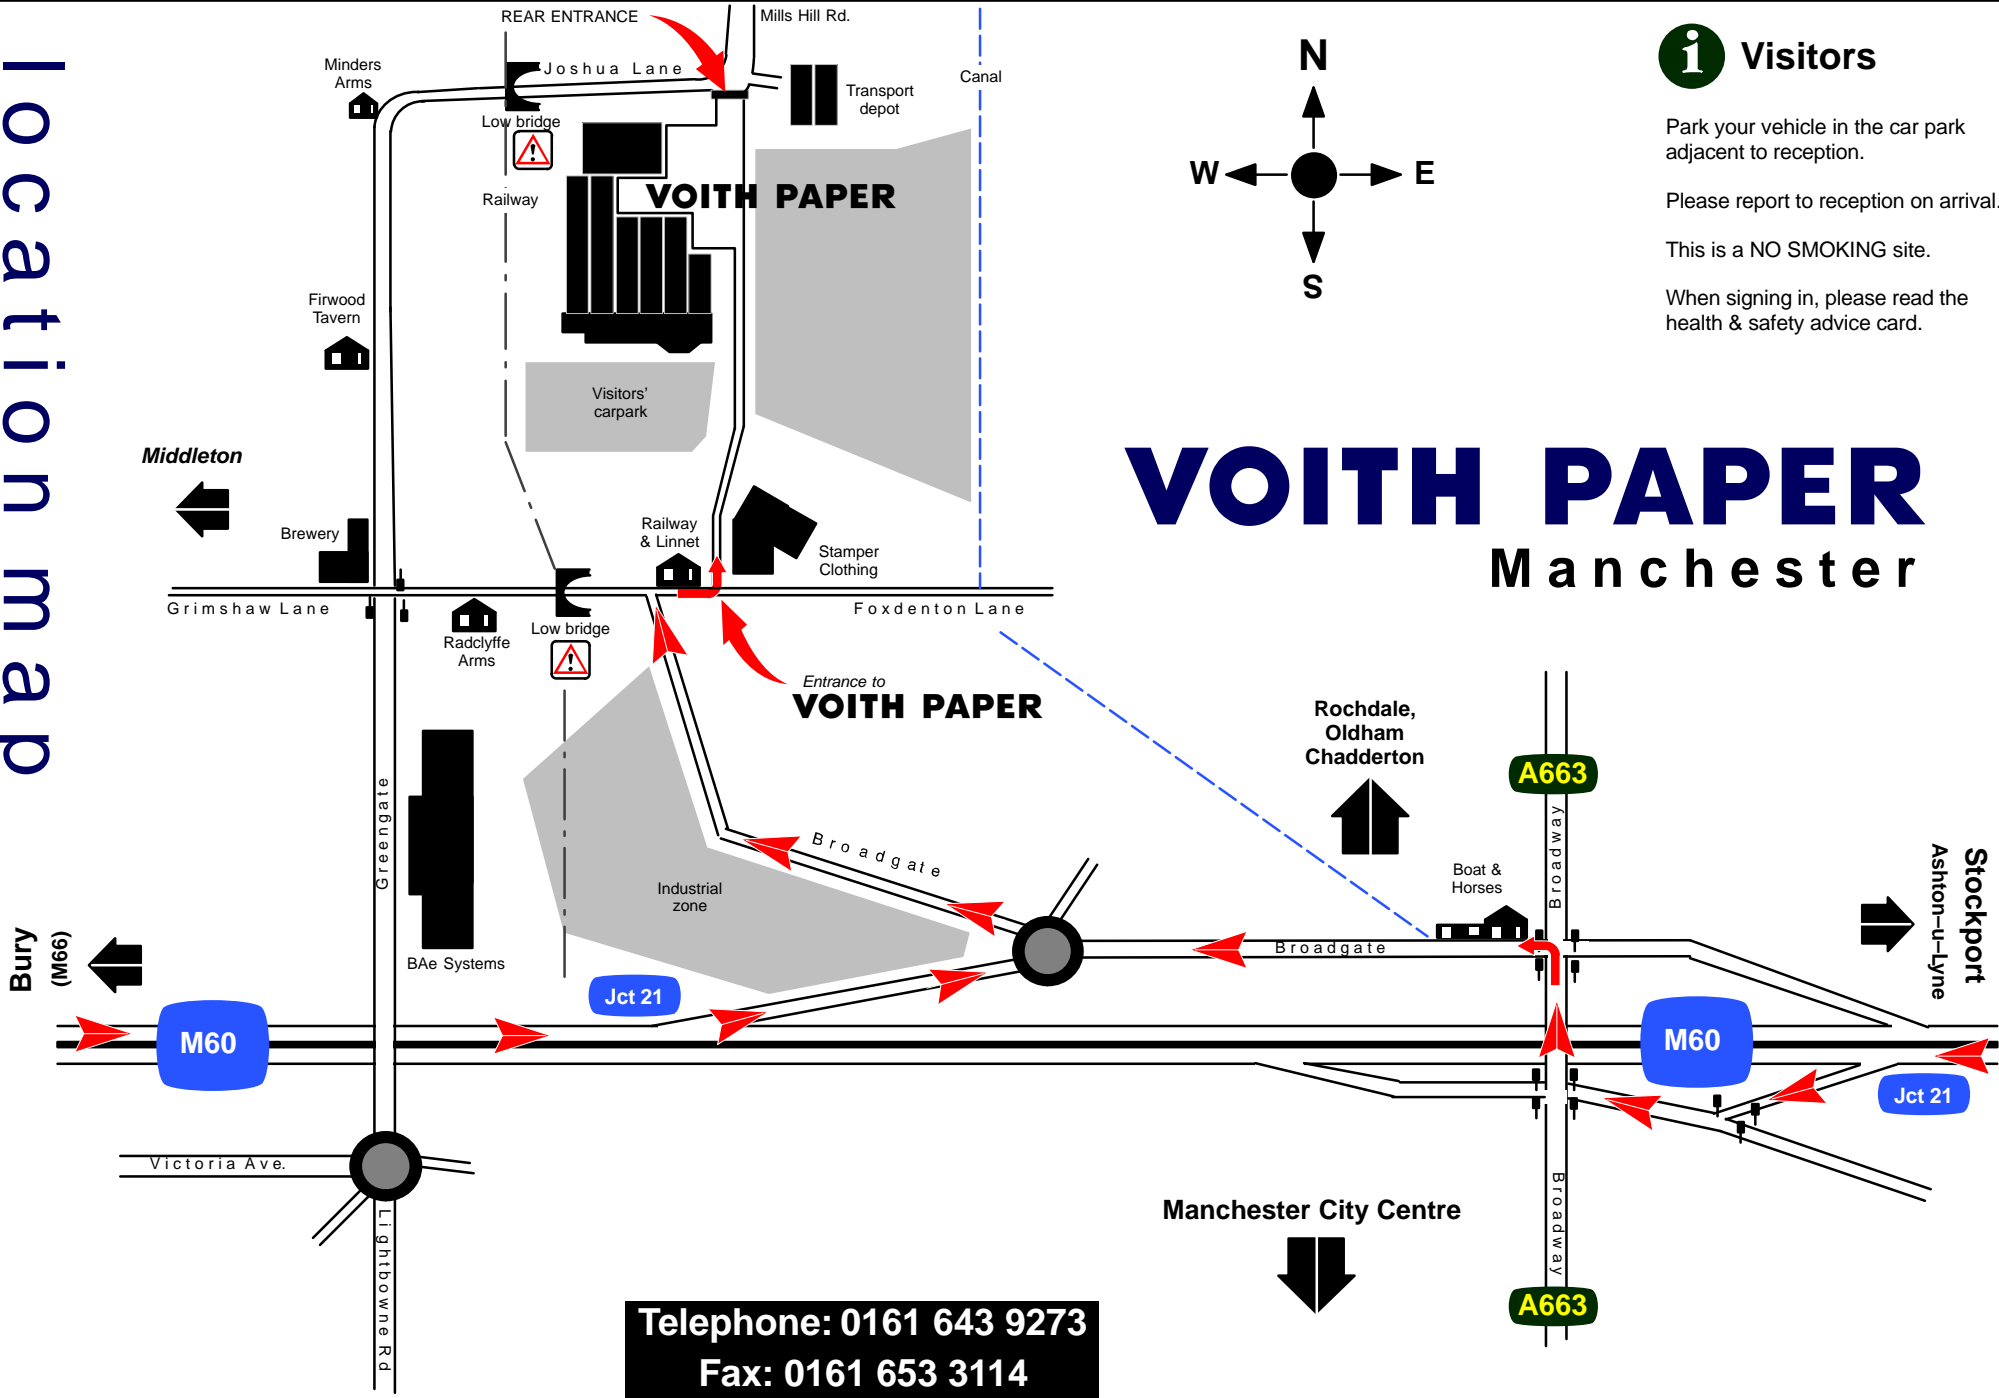 location map
REAR ENTRANCE
Mills Hill Rd.
Minders
Arms
Joshua Lane
Canal
Transport
depot
Low bridge
Railway
VOITH PAPER
Firwood
Tavern
Visitors'
carpark
Middleton
Brewery
Railway
& Linnet
Stamper
Clothing
Grimshaw Lane
Foxdenton Lane
Radclyffe
Arms
Low bridge
Entrance to
VOITH PAPER
Greengate
BAe Systems
Industrial
zone
Broadgate
Broadgate
Bury
(M66)
M60
Jct 21
Victoria Ave.
Lightbowne Rd
N
W
E
S
i
Visitors
Park your vehicle in the car park
adjacent to reception.
Please report to reception on arrival.
This is a NO SMOKING site.
When signing in, please read the
health & safety advice card.
VOITH PAPER
Manchester
Rochdale,
Oldham
Chadderton
A663
Broadway
Boat &
Horses
Stockport
Ashton–u–Lyne
M60
Jct 21
Manchester City Centre
Broadway
A663
Telephone: 0161 643 9273
Fax: 0161 653 3114